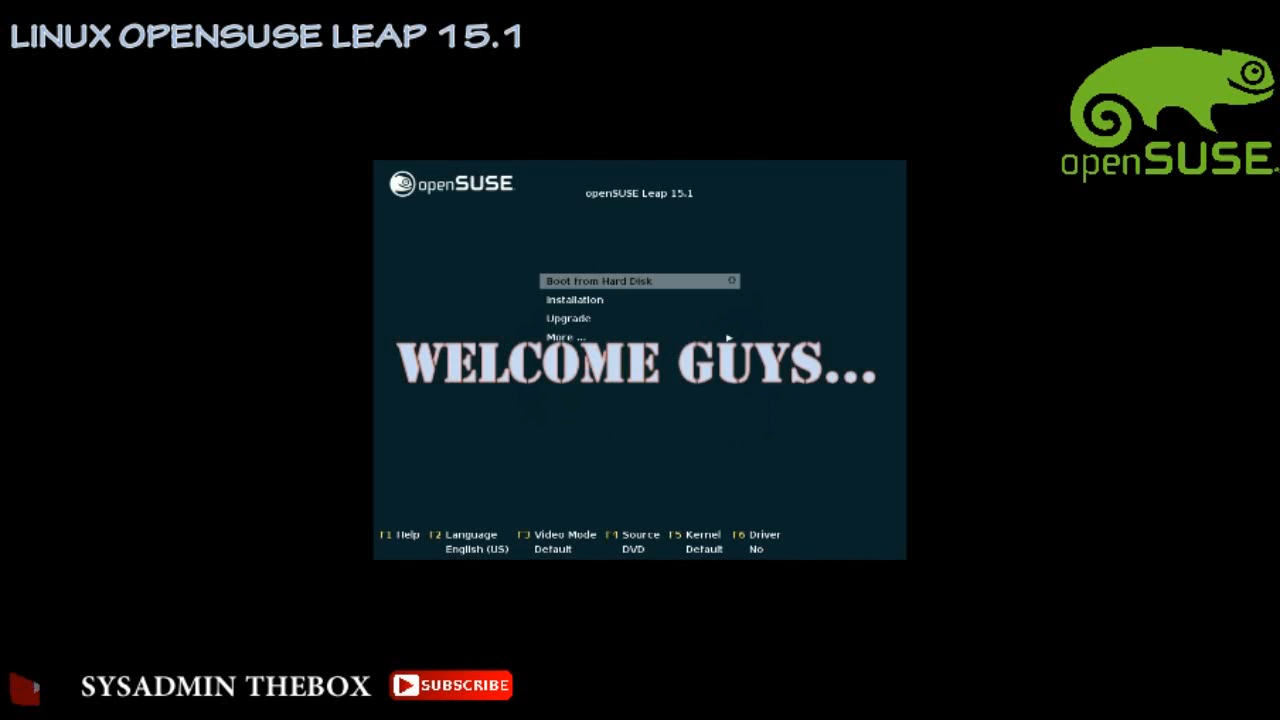 LINUX OPENSUSE LEAP 15.1
openSUSE
openSUSE
openSUSE Leap 15.1
Boot from Hard Disk
Installation
Upgrade
More ...
WELCOME GUYS...
F1 Help F2 Language F3 Video Mode F4 Source F5 Kernel F6 Driver
English (US) Default DVD Default No
SYSADMIN THEBOX SUBSCRIBE